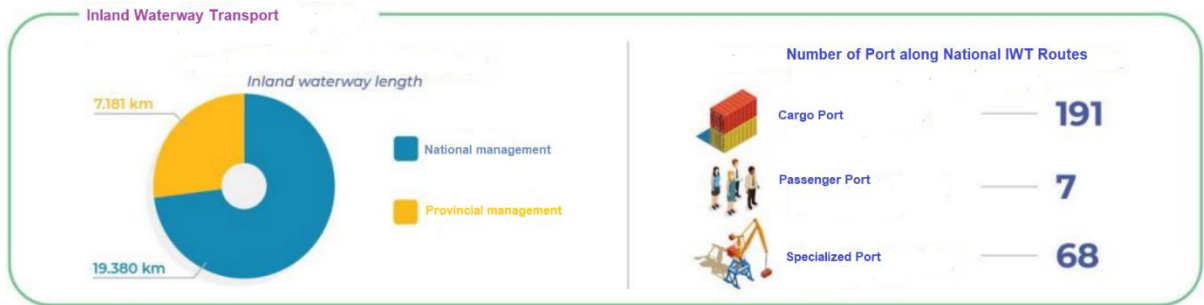 Inland Waterway Transport
Inland waterway length
7.181 km
National management
Provincial management
19.380 km
Number of Port along National IWT Routes
Cargo Port 191
Passenger Port 7
Specialized Port 68